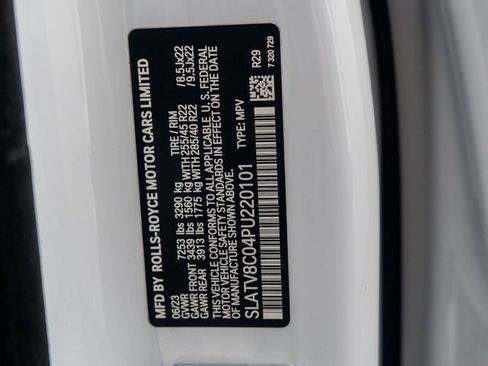 MFD BY ROLLS-ROYCE MOTOR CARS LIMITED
06/23 TIRE / RIM
GVWR 7253 lbs 3290 kg
GAWR FRONT 3439 lbs 1560 kg WITH 255/45 R22 /8.5Jx22
GAWR REAR 3913 lbs 1775 kg WITH 285/40 R22 /9.5Jx22
THIS VEHICLE CONFORMS TO ALL APPLICABLE U.S. FEDERAL
MOTOR VEHICLE SAFETY STANDARDS IN EFFECT ON THE DATE
OF MANUFACTURE SHOWN ABOVE.
SLATV8C04PU220101 TYPE: MPV
R29
7 320 729